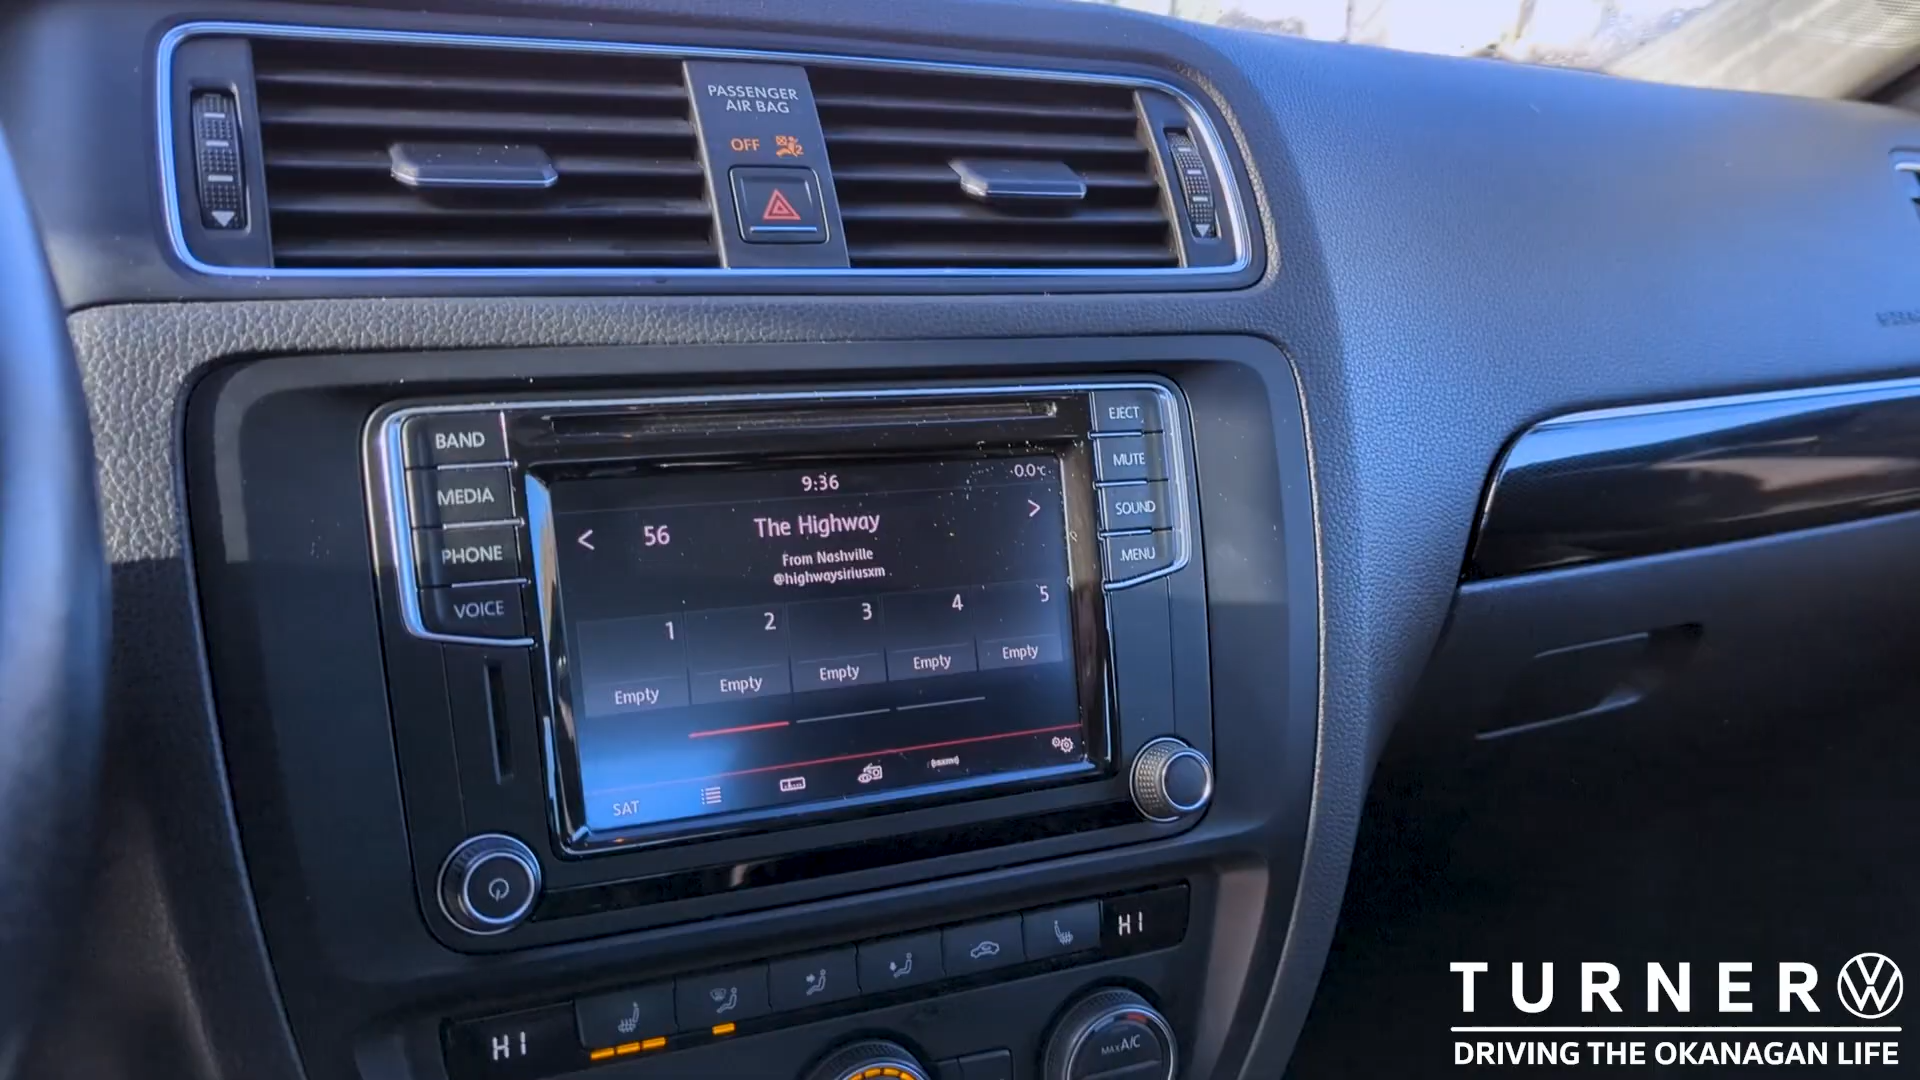 PASSENGER
AIR BAG
OFF
BAND
MEDIA
PHONE
VOICE
EJECT
MUTE
SOUND
MENU
9:36
0.0°C
< 56 The Highway >
From Nashville
@highwaysiriusxm
1 2 3 4 5
Empty Empty Empty Empty Empty
SAT
HI
HI
MAX A/C
TURNER
DRIVING THE OKANAGAN LIFE